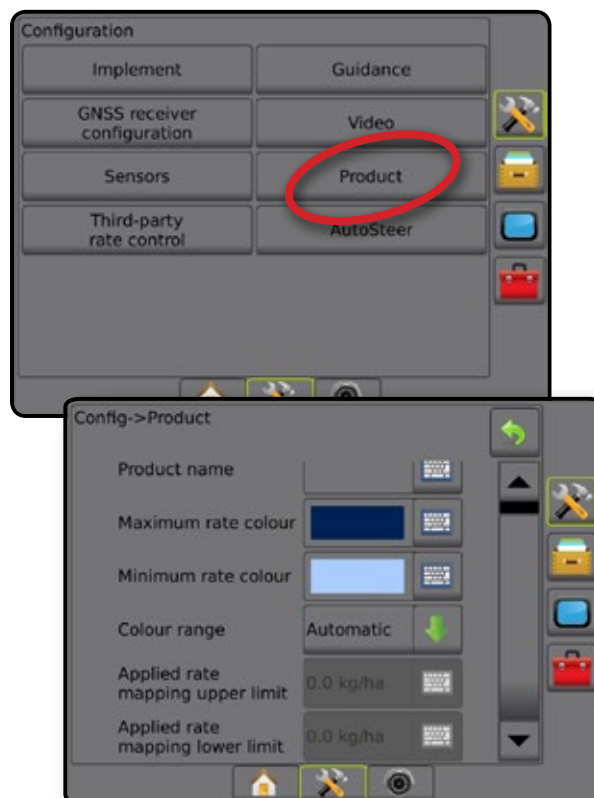 Configuration
Implement
Guidance
GNSS receiver
configuration
Video
Sensors
Product
Third-party
rate control
AutoSteer
Config->Product
Product name
Maximum rate colour
Minimum rate colour
Colour range
Automatic
Applied rate
mapping upper limit
0.0 kg/ha
Applied rate
mapping lower limit
0.0 kg/ha